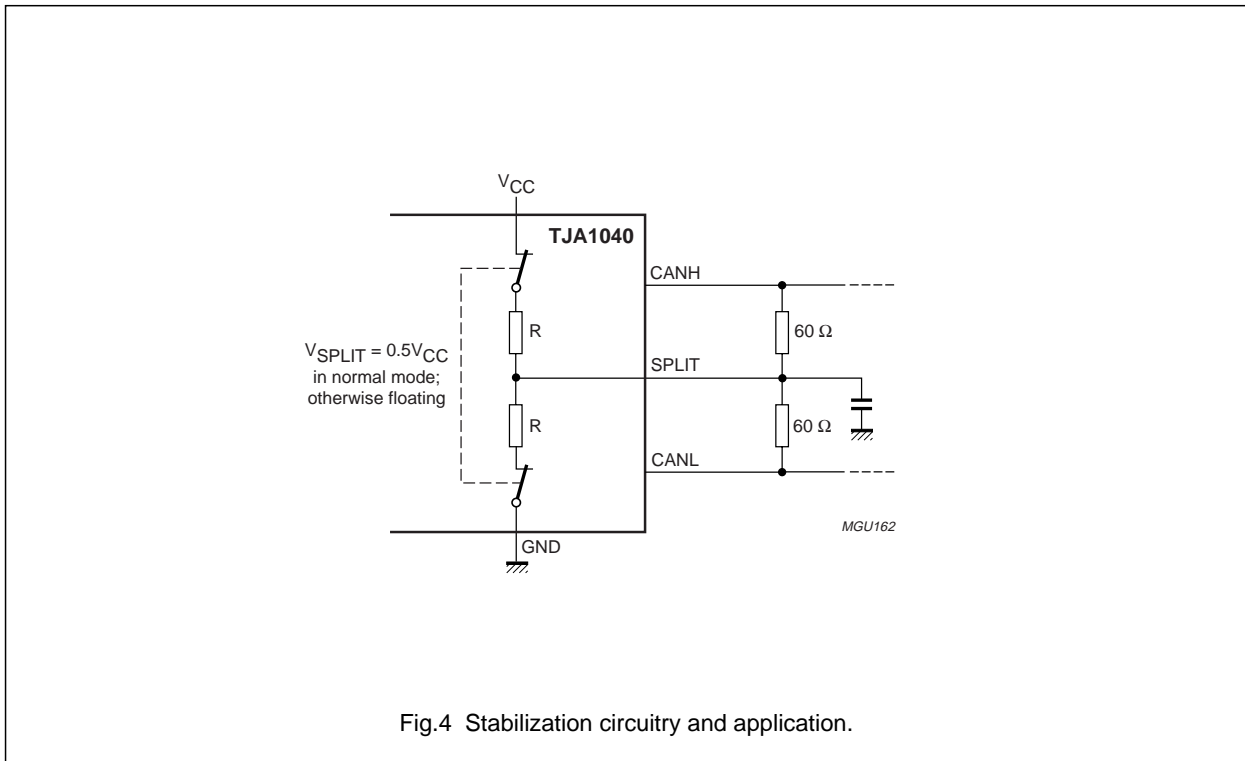 VCC
TJA1040
CANH
R
60 Ω
VSPLIT = 0.5VCC
in normal mode;
otherwise floating
SPLIT
R
60 Ω
CANL
MGU162
GND
Fig.4 Stabilization circuitry and application.